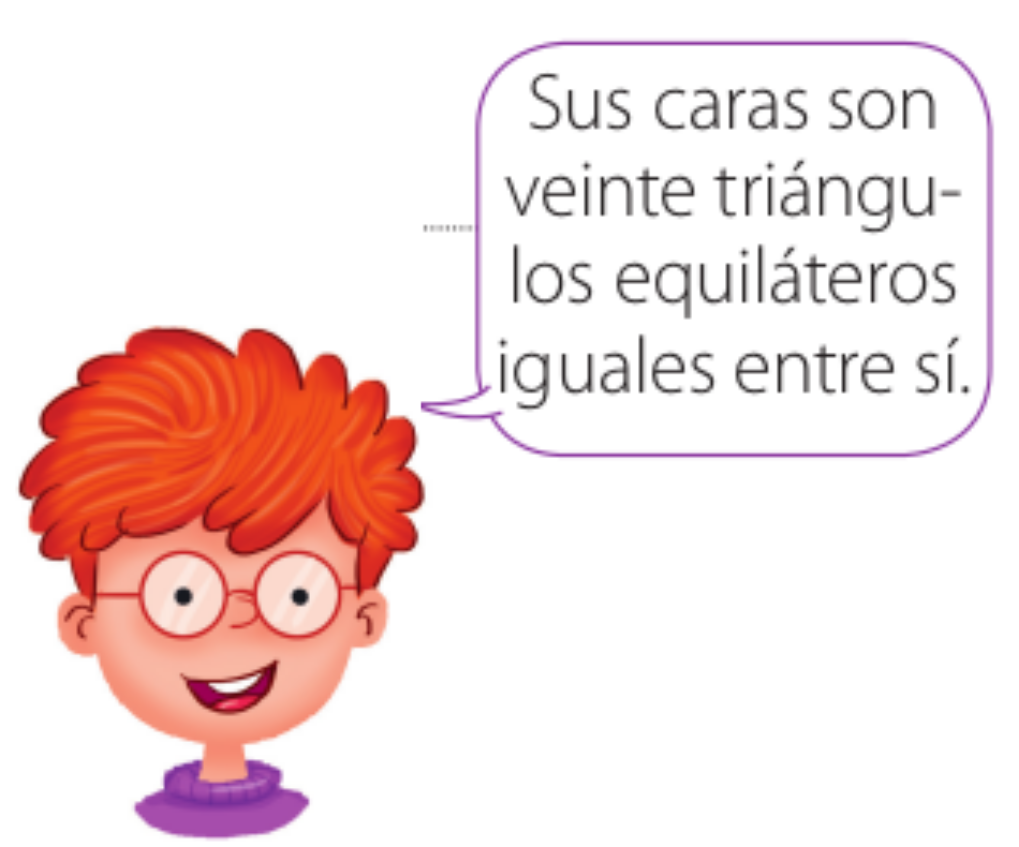 Sus caras son
veinte triángu-
los equiláteros
iguales entre sí.